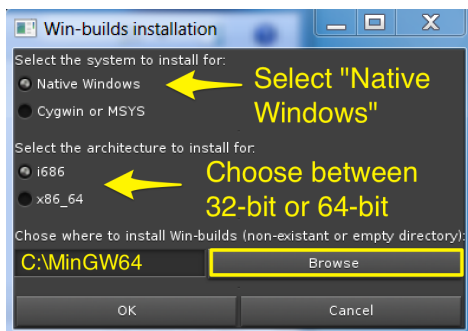 Win-builds installation
Select the system to install for:
Native Windows
Select "Native
Windows"
Cygwin or MSYS
Select the architecture to install for:
i686
x86_64
Choose between
32-bit or 64-bit
Chose where to install Win-builds (non-existant or empty directory):
C:\MinGW64
Browse
OK
Cancel